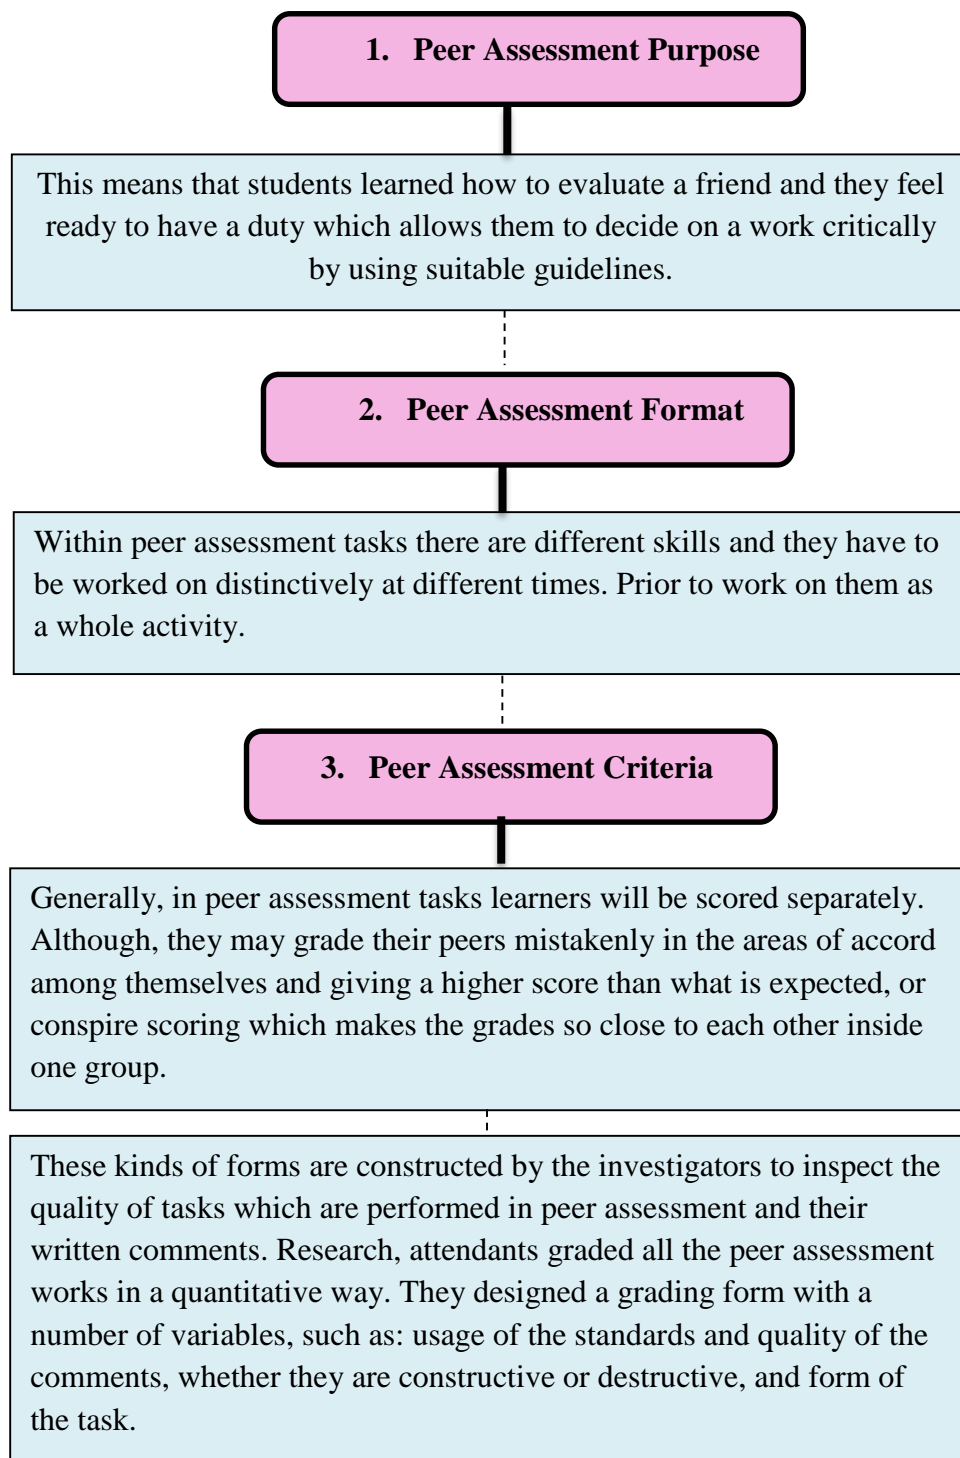 1. Peer Assessment Purpose
This means that students learned how to evaluate a friend and they feel
ready to have a duty which allows them to decide on a work critically
by using suitable guidelines.
2. Peer Assessment Format
Within peer assessment tasks there are different skills and they have to
be worked on distinctively at different times. Prior to work on them as
a whole activity.
3. Peer Assessment Criteria
Generally, in peer assessment tasks learners will be scored separately.
Although, they may grade their peers mistakenly in the areas of accord
among themselves and giving a higher score than what is expected, or
conspire scoring which makes the grades so close to each other inside
one group.
These kinds of forms are constructed by the investigators to inspect the
quality of tasks which are performed in peer assessment and their
written comments. Research, attendants graded all the peer assessment
works in a quantitative way. They designed a grading form with a
number of variables, such as: usage of the standards and quality of the
comments, whether they are constructive or destructive, and form of
the task.